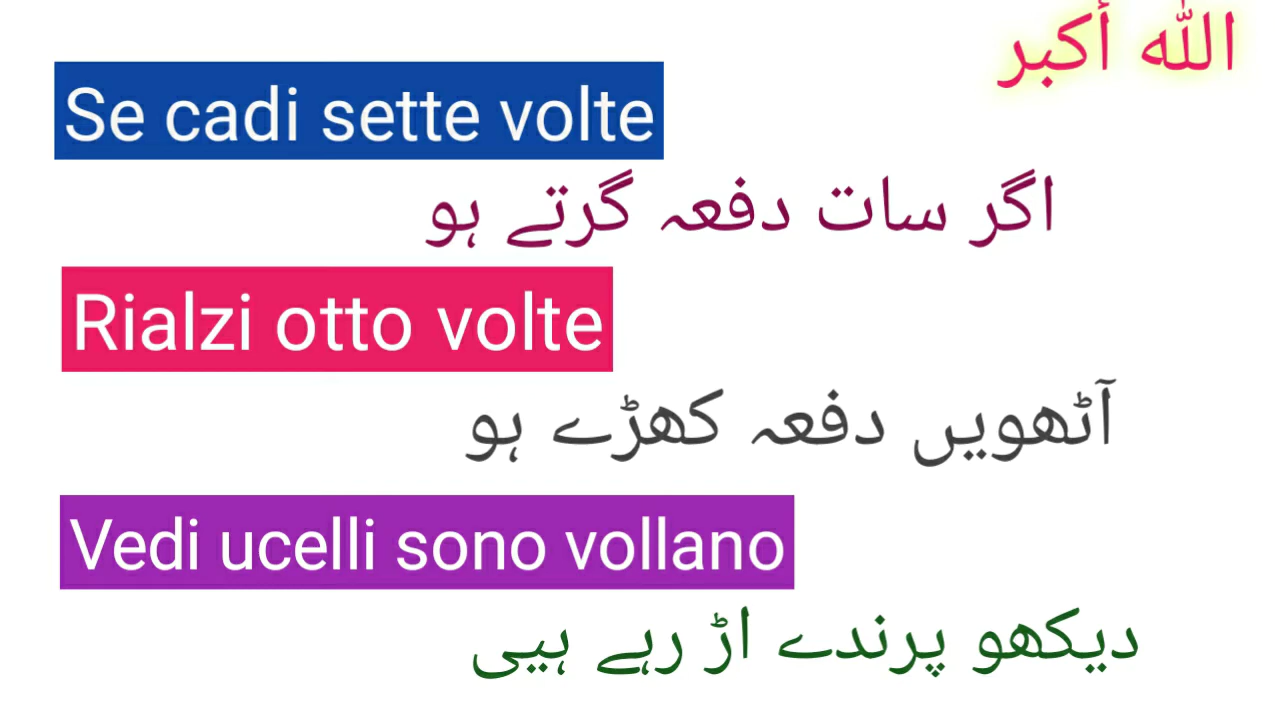 الله أكبر
Se cadi sette volte
اگر سات دفعہ گرتے ہو
Rialzi otto volte
آٹھویں دفعہ کھڑے ہو
Vedi ucelli sono vollano
دیکھو پرندے اڑ رہے ہیی